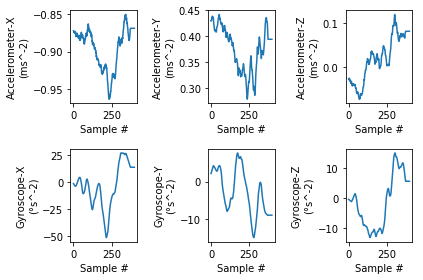 Accelerometer-X
(ms^-2)
−0.85
−0.90
−0.95
0
250
Sample #
Accelerometer-Y
(ms^-2)
0.45
0.40
0.35
0.30
0
250
Sample #
Accelerometer-Z
(ms^-2)
0.1
0.0
0
250
Sample #
Gyroscope-X
(°s^-2)
25
0
−25
−50
0
250
Sample #
Gyroscope-Y
(°s^-2)
0
−10
0
250
Sample #
Gyroscope-Z
(°s^-2)
10
0
−10
0
250
Sample #